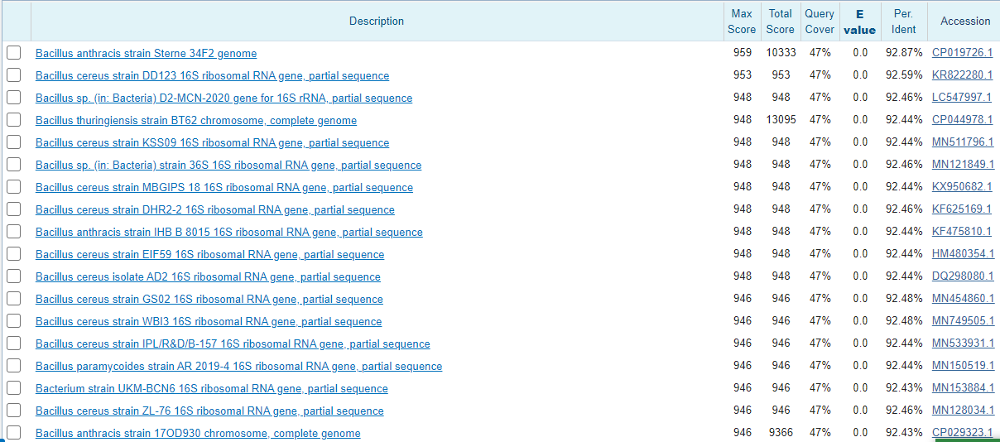 Description Max Score Total Score Query Cover E value Per. Ident Accession
Bacillus anthracis strain Sterne 34F2 genome 959 10333 47% 0.0 92.87% CP019726.1
Bacillus cereus strain DD123 16S ribosomal RNA gene, partial sequence 953 953 47% 0.0 92.59% KR822280.1
Bacillus sp. (in: Bacteria) D2-MCN-2020 gene for 16S rRNA, partial sequence 948 948 47% 0.0 92.46% LC547997.1
Bacillus thuringiensis strain BT62 chromosome, complete genome 948 13095 47% 0.0 92.44% CP044978.1
Bacillus cereus strain KSS09 16S ribosomal RNA gene, partial sequence 948 948 47% 0.0 92.44% MN511796.1
Bacillus sp. (in: Bacteria) strain 36S 16S ribosomal RNA gene, partial sequence 948 948 47% 0.0 92.46% MN121849.1
Bacillus cereus strain MBGIPS 18 16S ribosomal RNA gene, partial sequence 948 948 47% 0.0 92.44% KX950682.1
Bacillus cereus strain DHR2-2 16S ribosomal RNA gene, partial sequence 948 948 47% 0.0 92.46% KF625169.1
Bacillus anthracis strain IHB B 8015 16S ribosomal RNA gene, partial sequence 948 948 47% 0.0 92.44% KF475810.1
Bacillus cereus strain EIF59 16S ribosomal RNA gene, partial sequence 948 948 47% 0.0 92.44% HM480354.1
Bacillus cereus isolate AD2 16S ribosomal RNA gene, partial sequence 948 948 47% 0.0 92.44% DQ298080.1
Bacillus cereus strain GS02 16S ribosomal RNA gene, partial sequence 946 946 47% 0.0 92.48% MN454860.1
Bacillus cereus strain WBI3 16S ribosomal RNA gene, partial sequence 946 946 47% 0.0 92.48% MN749505.1
Bacillus cereus strain IPL/R&D/B-157 16S ribosomal RNA gene, partial sequence 946 946 47% 0.0 92.44% MN533931.1
Bacillus paramycoides strain AR 2019-4 16S ribosomal RNA gene, partial sequence 946 946 47% 0.0 92.44% MN150519.1
Bacterium strain UKM-BCN6 16S ribosomal RNA gene, partial sequence 946 946 47% 0.0 92.43% MN153884.1
Bacillus cereus strain ZL-76 16S ribosomal RNA gene, partial sequence 946 946 47% 0.0 92.46% MN128034.1
Bacillus anthracis strain 17OD930 chromosome, complete genome 946 9366 47% 0.0 92.43% CP029323.1